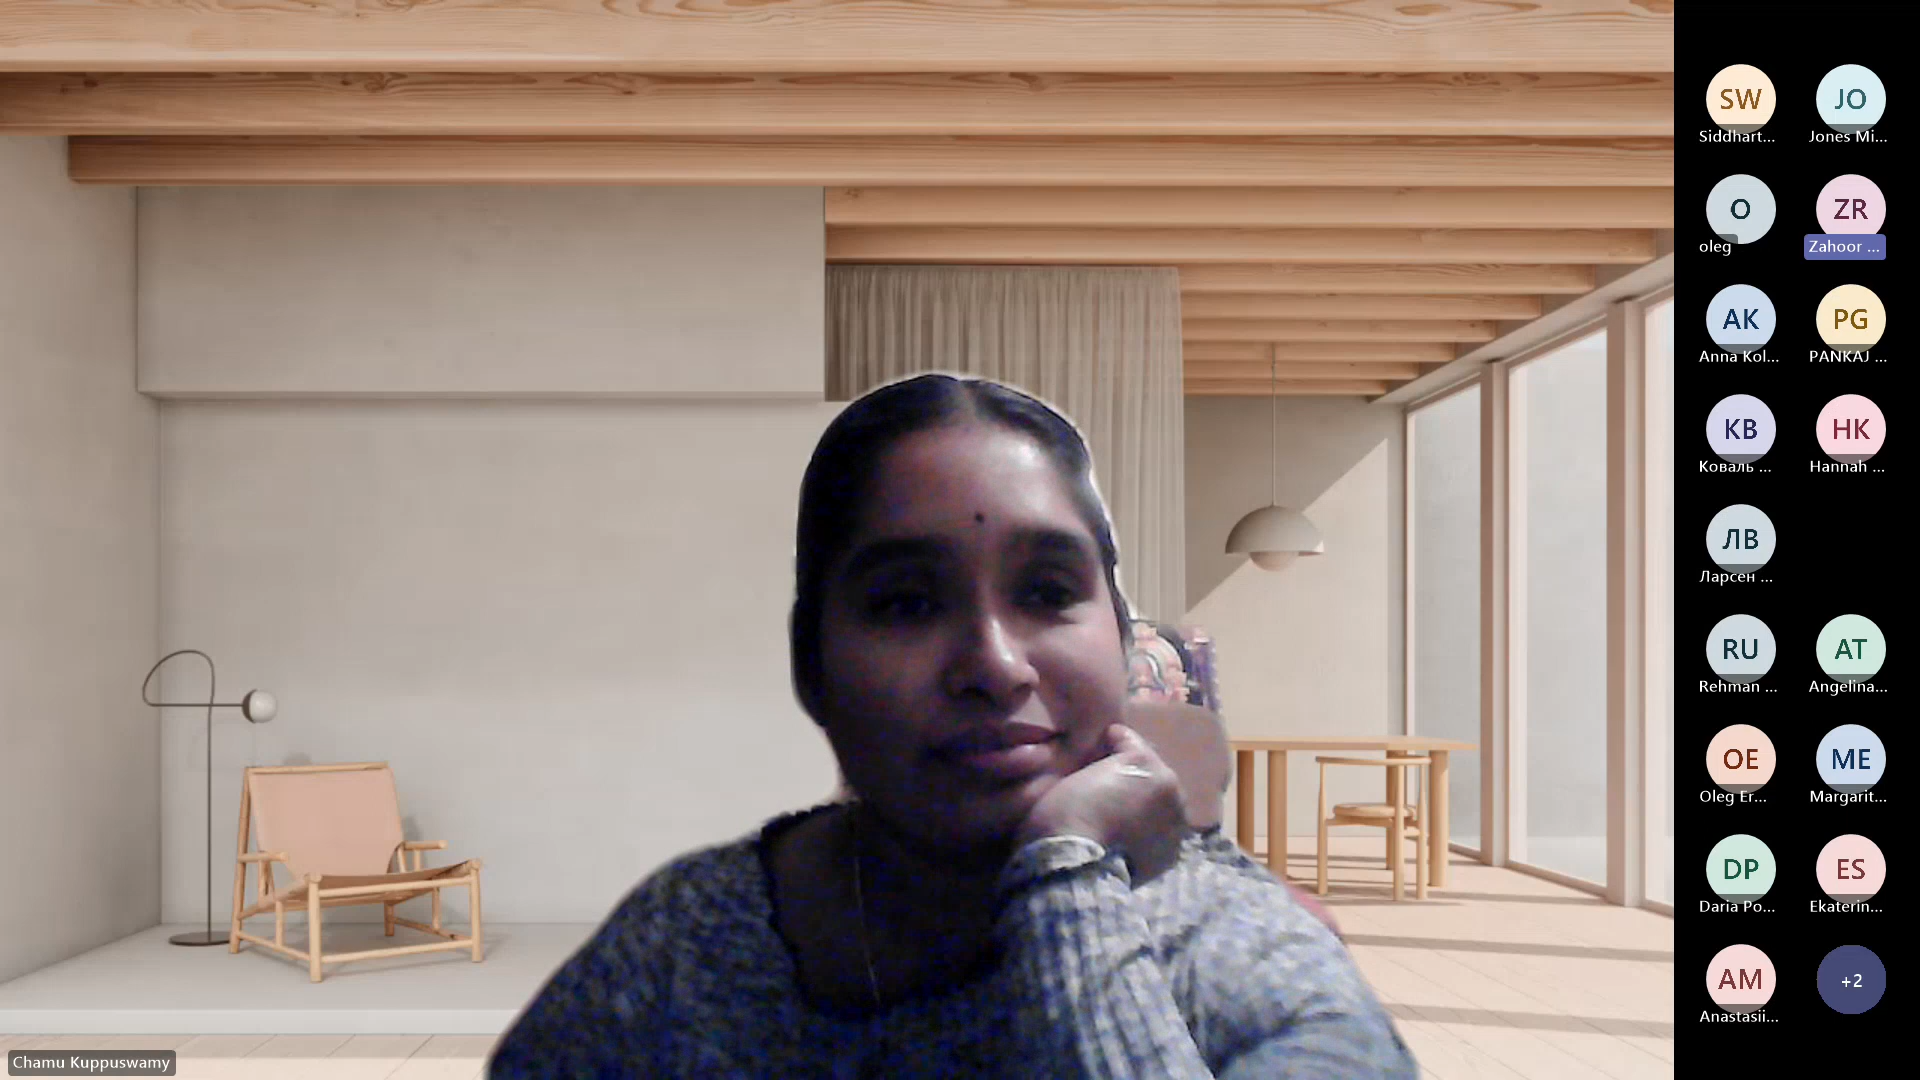 SW
JO
Siddhart...
Jones Mi...
O
ZR
oleg
Zahoor ...
AK
PG
Anna Kol...
PANKAJ ...
КВ
HK
Коваль ...
Hannah ...
ЛВ
Ларсен ...
RU
AT
Rehman ...
Angelina...
OE
ME
Oleg Er...
Margarit...
DP
ES
Daria Po...
Ekaterin...
AM
+2
Anastasii...
Chamu Kuppuswamy